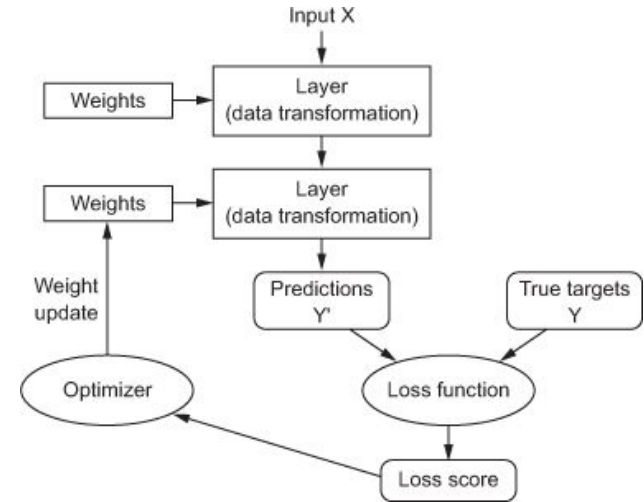 Input X
Layer
(data transformation)
Weights
Layer
(data transformation)
Weights
Weight
update
Predictions
Y'
True targets
Y
Optimizer
Loss function
Loss score